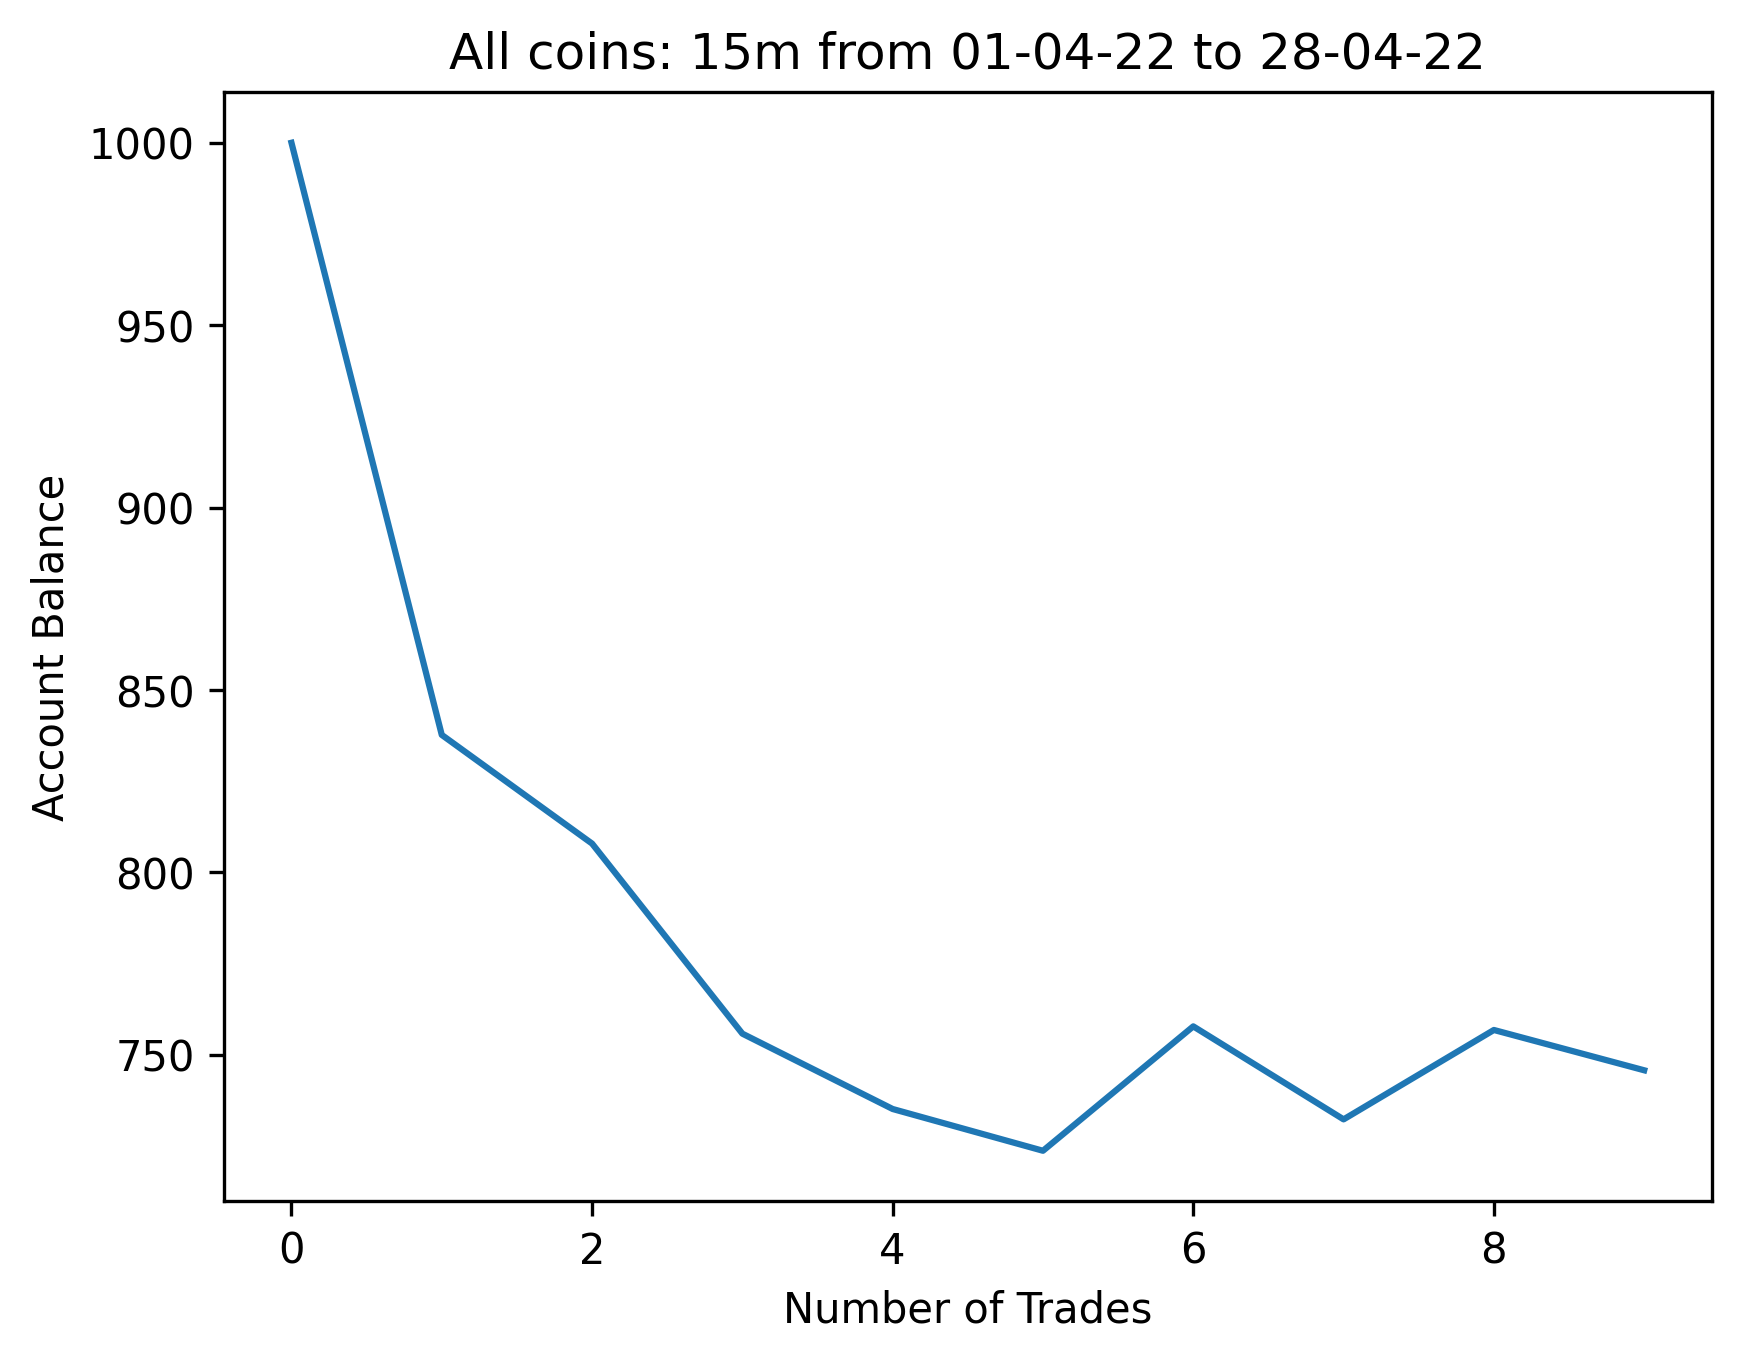 All coins: 15m from 01-04-22 to 28-04-22
1000
950
900
850
800
750
Account Balance
0 2 4 6 8
Number of Trades